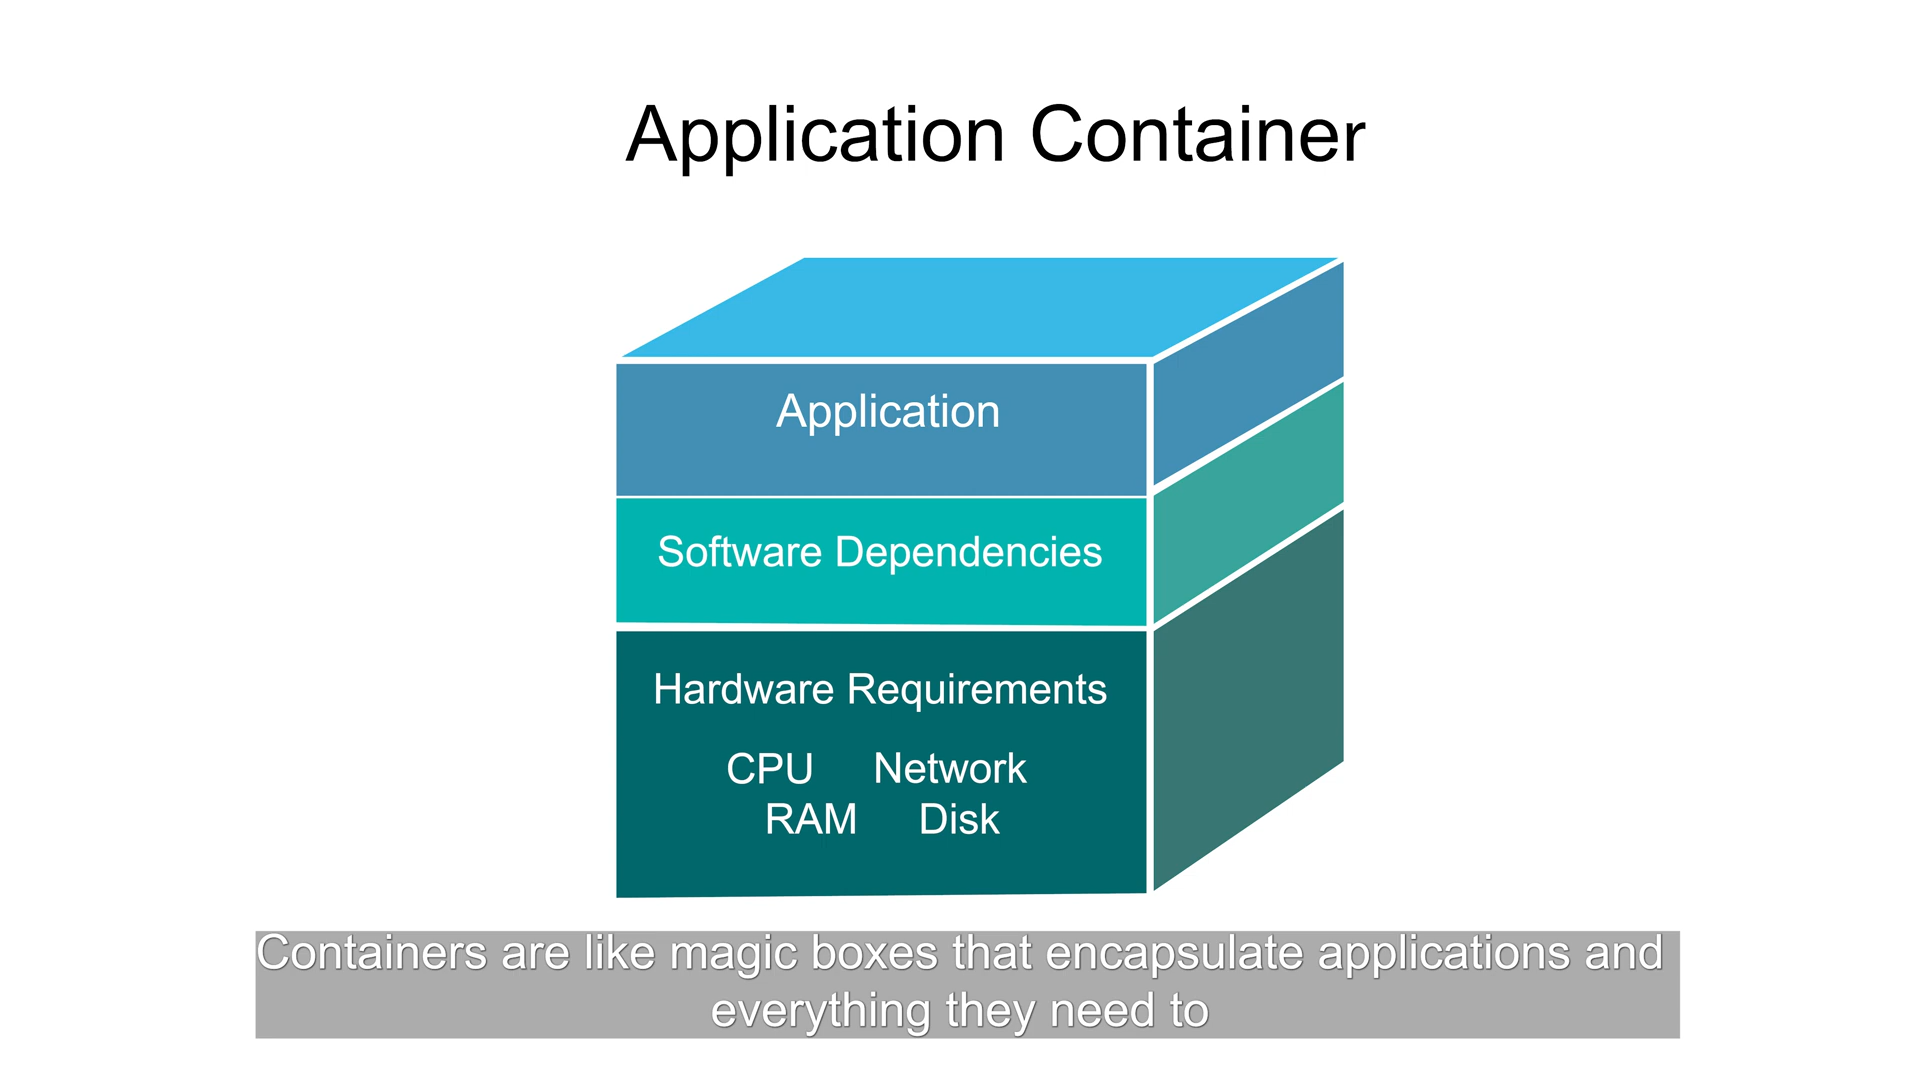 Application Container
Application
Software Dependencies
Hardware Requirements
CPU Network
RAM Disk
Containers are like magic boxes that encapsulate applications and
everything they need to